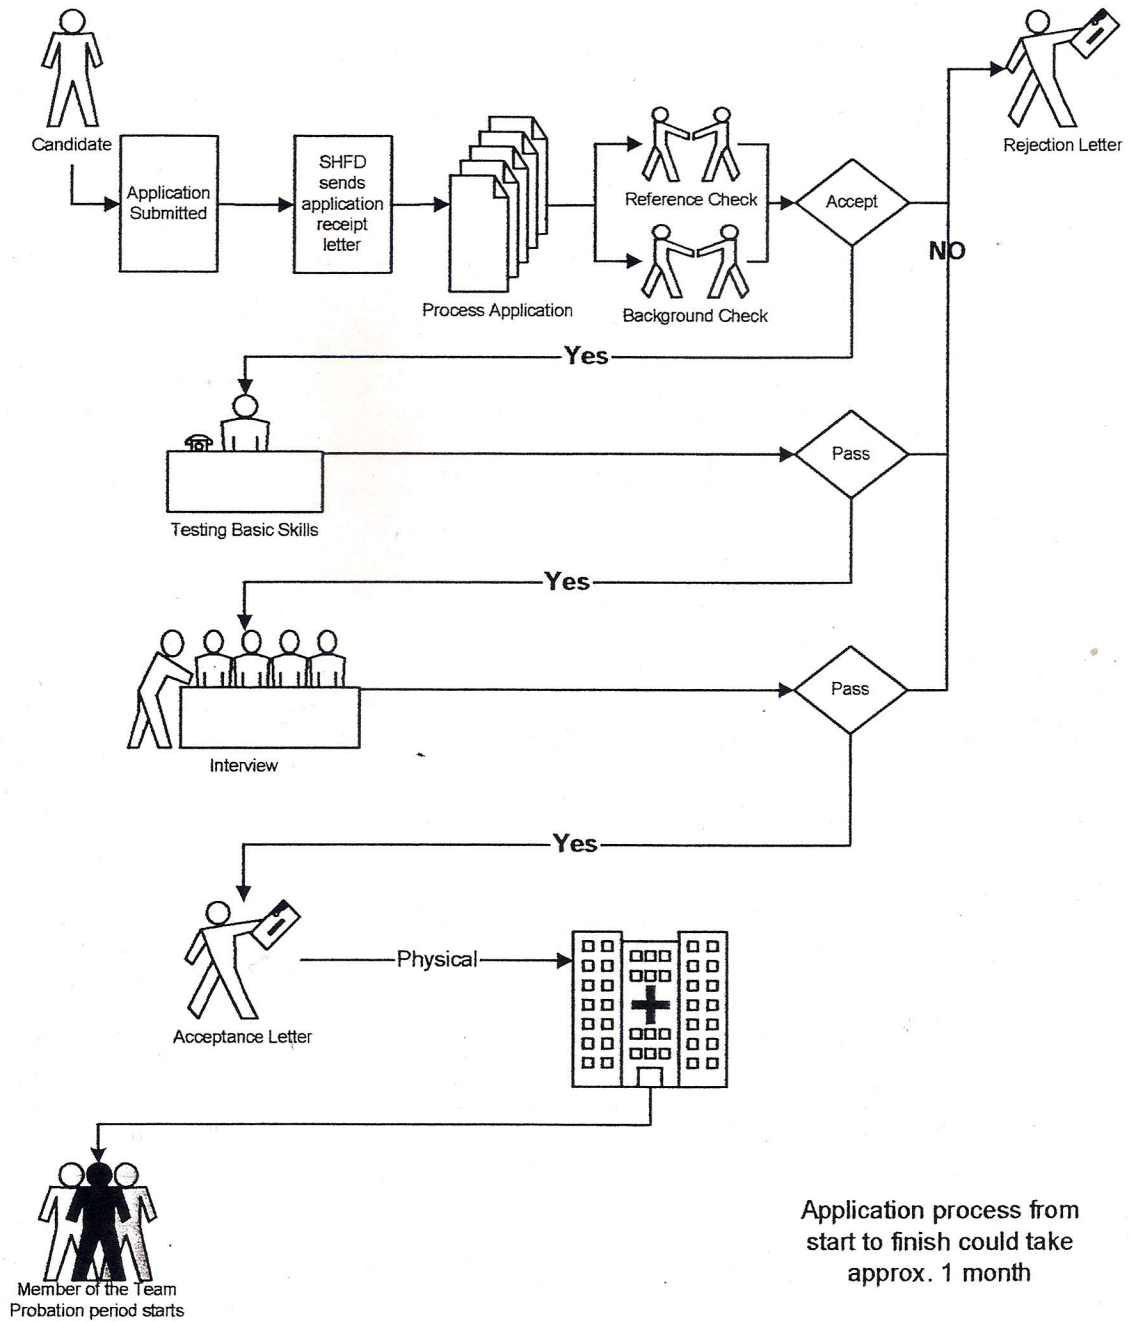 Candidate
Rejection Letter
Application
Submitted
SHFD
sends
application
receipt
letter
Process Application
Reference Check
Background Check
Accept
NO
Yes
Testing Basic Skills
Pass
Yes
Interview
Pass
Yes
Acceptance Letter
Physical
Member of the Team
Probation period starts
Application process from
start to finish could take
approx. 1 month